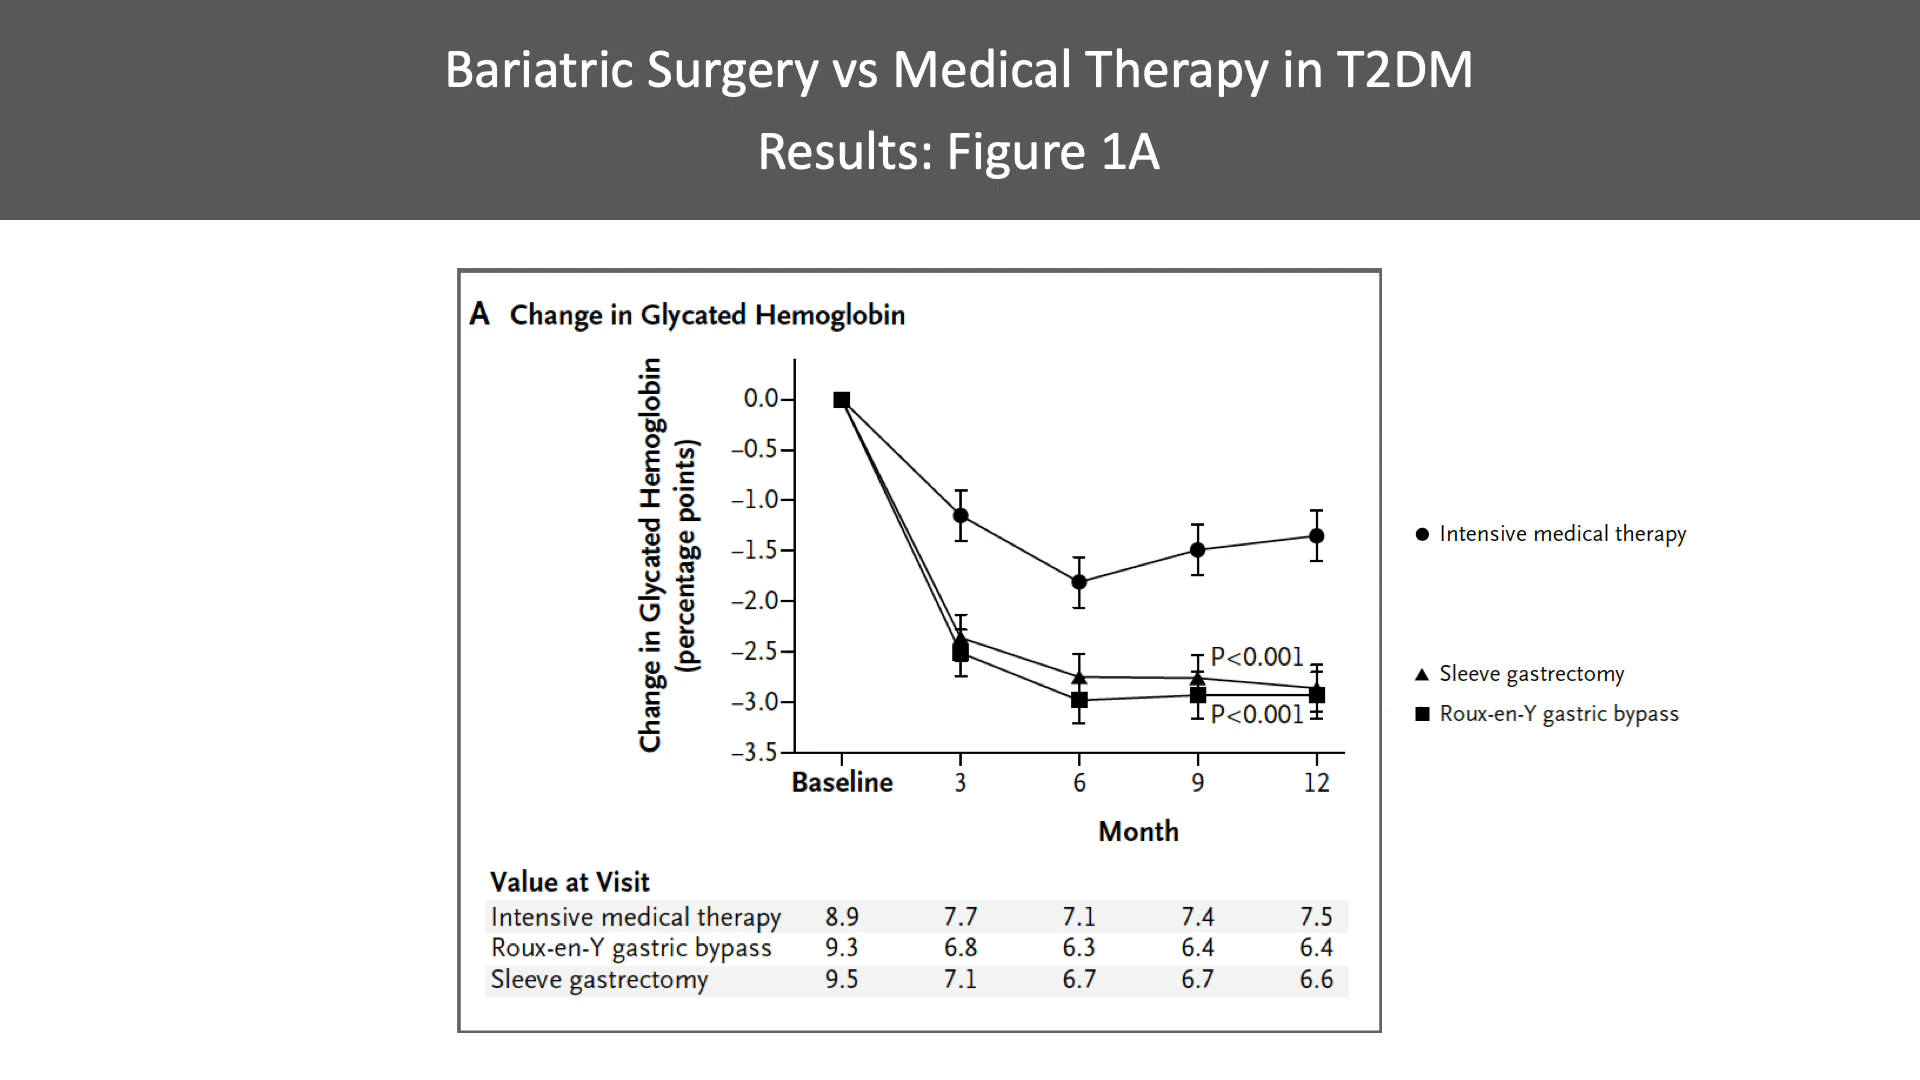 Bariatric Surgery vs Medical Therapy in T2DM
Results: Figure 1A
A Change in Glycated Hemoglobin
Change in Glycated Hemoglobin
(percentage points)
0.0
–0.5
–1.0
–1.5
–2.0
–2.5
–3.0
–3.5
P<0.001
P<0.001
Baseline 3 6 9 12
Month
Intensive medical therapy
Sleeve gastrectomy
Roux-en-Y gastric bypass
Value at Visit
Intensive medical therapy 8.9 7.7 7.1 7.4 7.5
Roux-en-Y gastric bypass 9.3 6.8 6.3 6.4 6.4
Sleeve gastrectomy 9.5 7.1 6.7 6.7 6.6